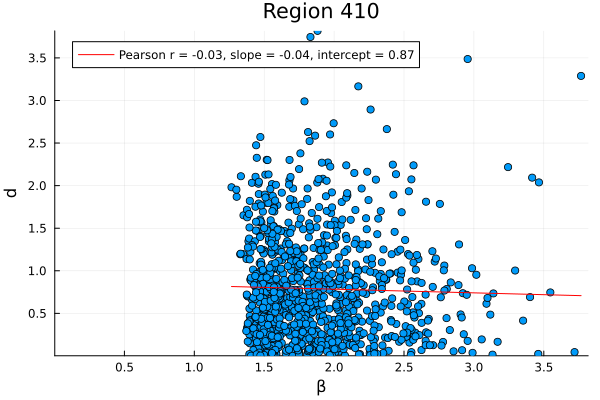 Region 410
Pearson r = -0.03, slope = -0.04, intercept = 0.87
3.5
3.0
2.5
2.0
1.5
1.0
0.5
d
0.5 1.0 1.5 2.0 2.5 3.0 3.5
β